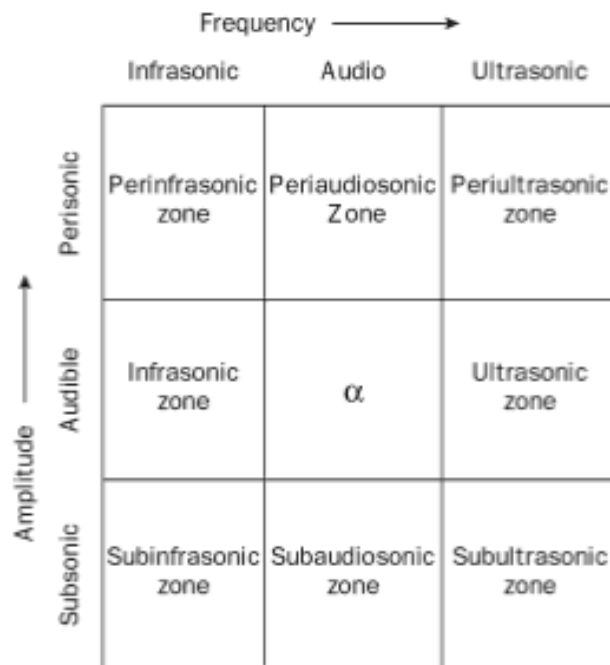 Frequency
Infrasonic Audio Ultrasonic
Perisonic
Perinfrasonic
zone
Periaudiosonic
Zone
Periultrasonic
zone
Amplitude
Audible
Infrasonic
zone
α
Ultrasonic
zone
Subsonic
Subinfrasonic
zone
Subaudiosonic
zone
Subultrasonic
zone